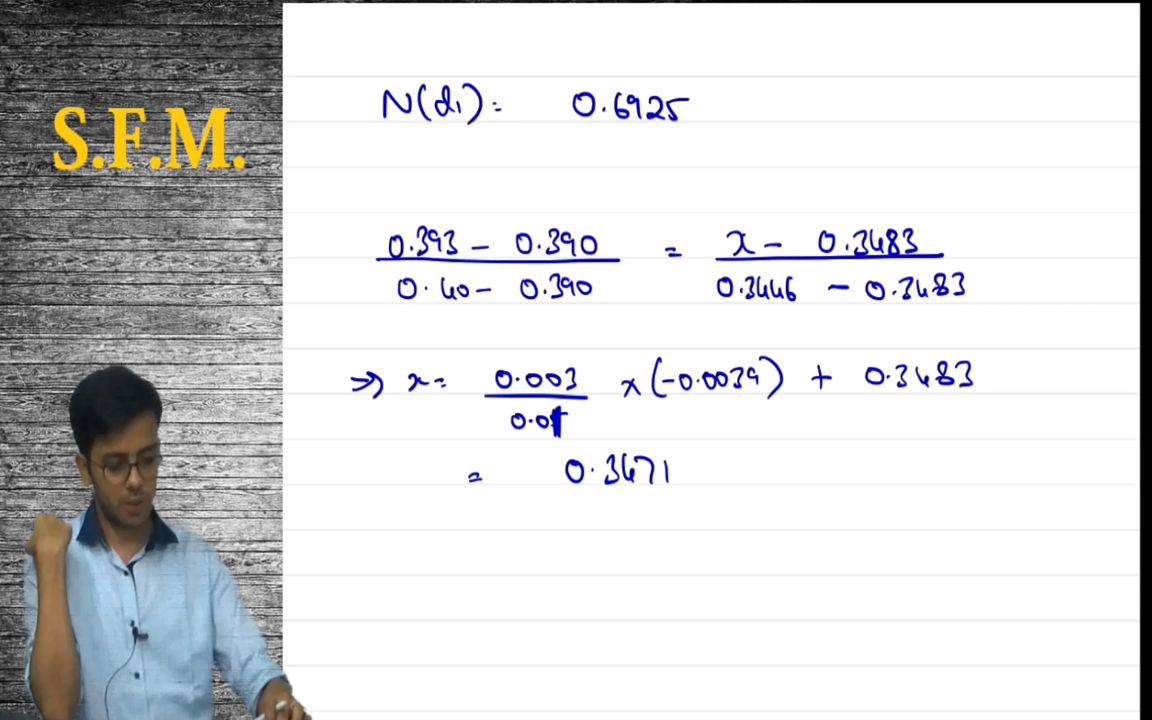 S.F.M.
N(d1) = 0.6925
0.393 - 0.390 = x - 0.3483
0.40 - 0.390 0.3446 - 0.3483
⇒ x = 0.003 x (-0.0039) + 0.3483
0.01
= 0.3471